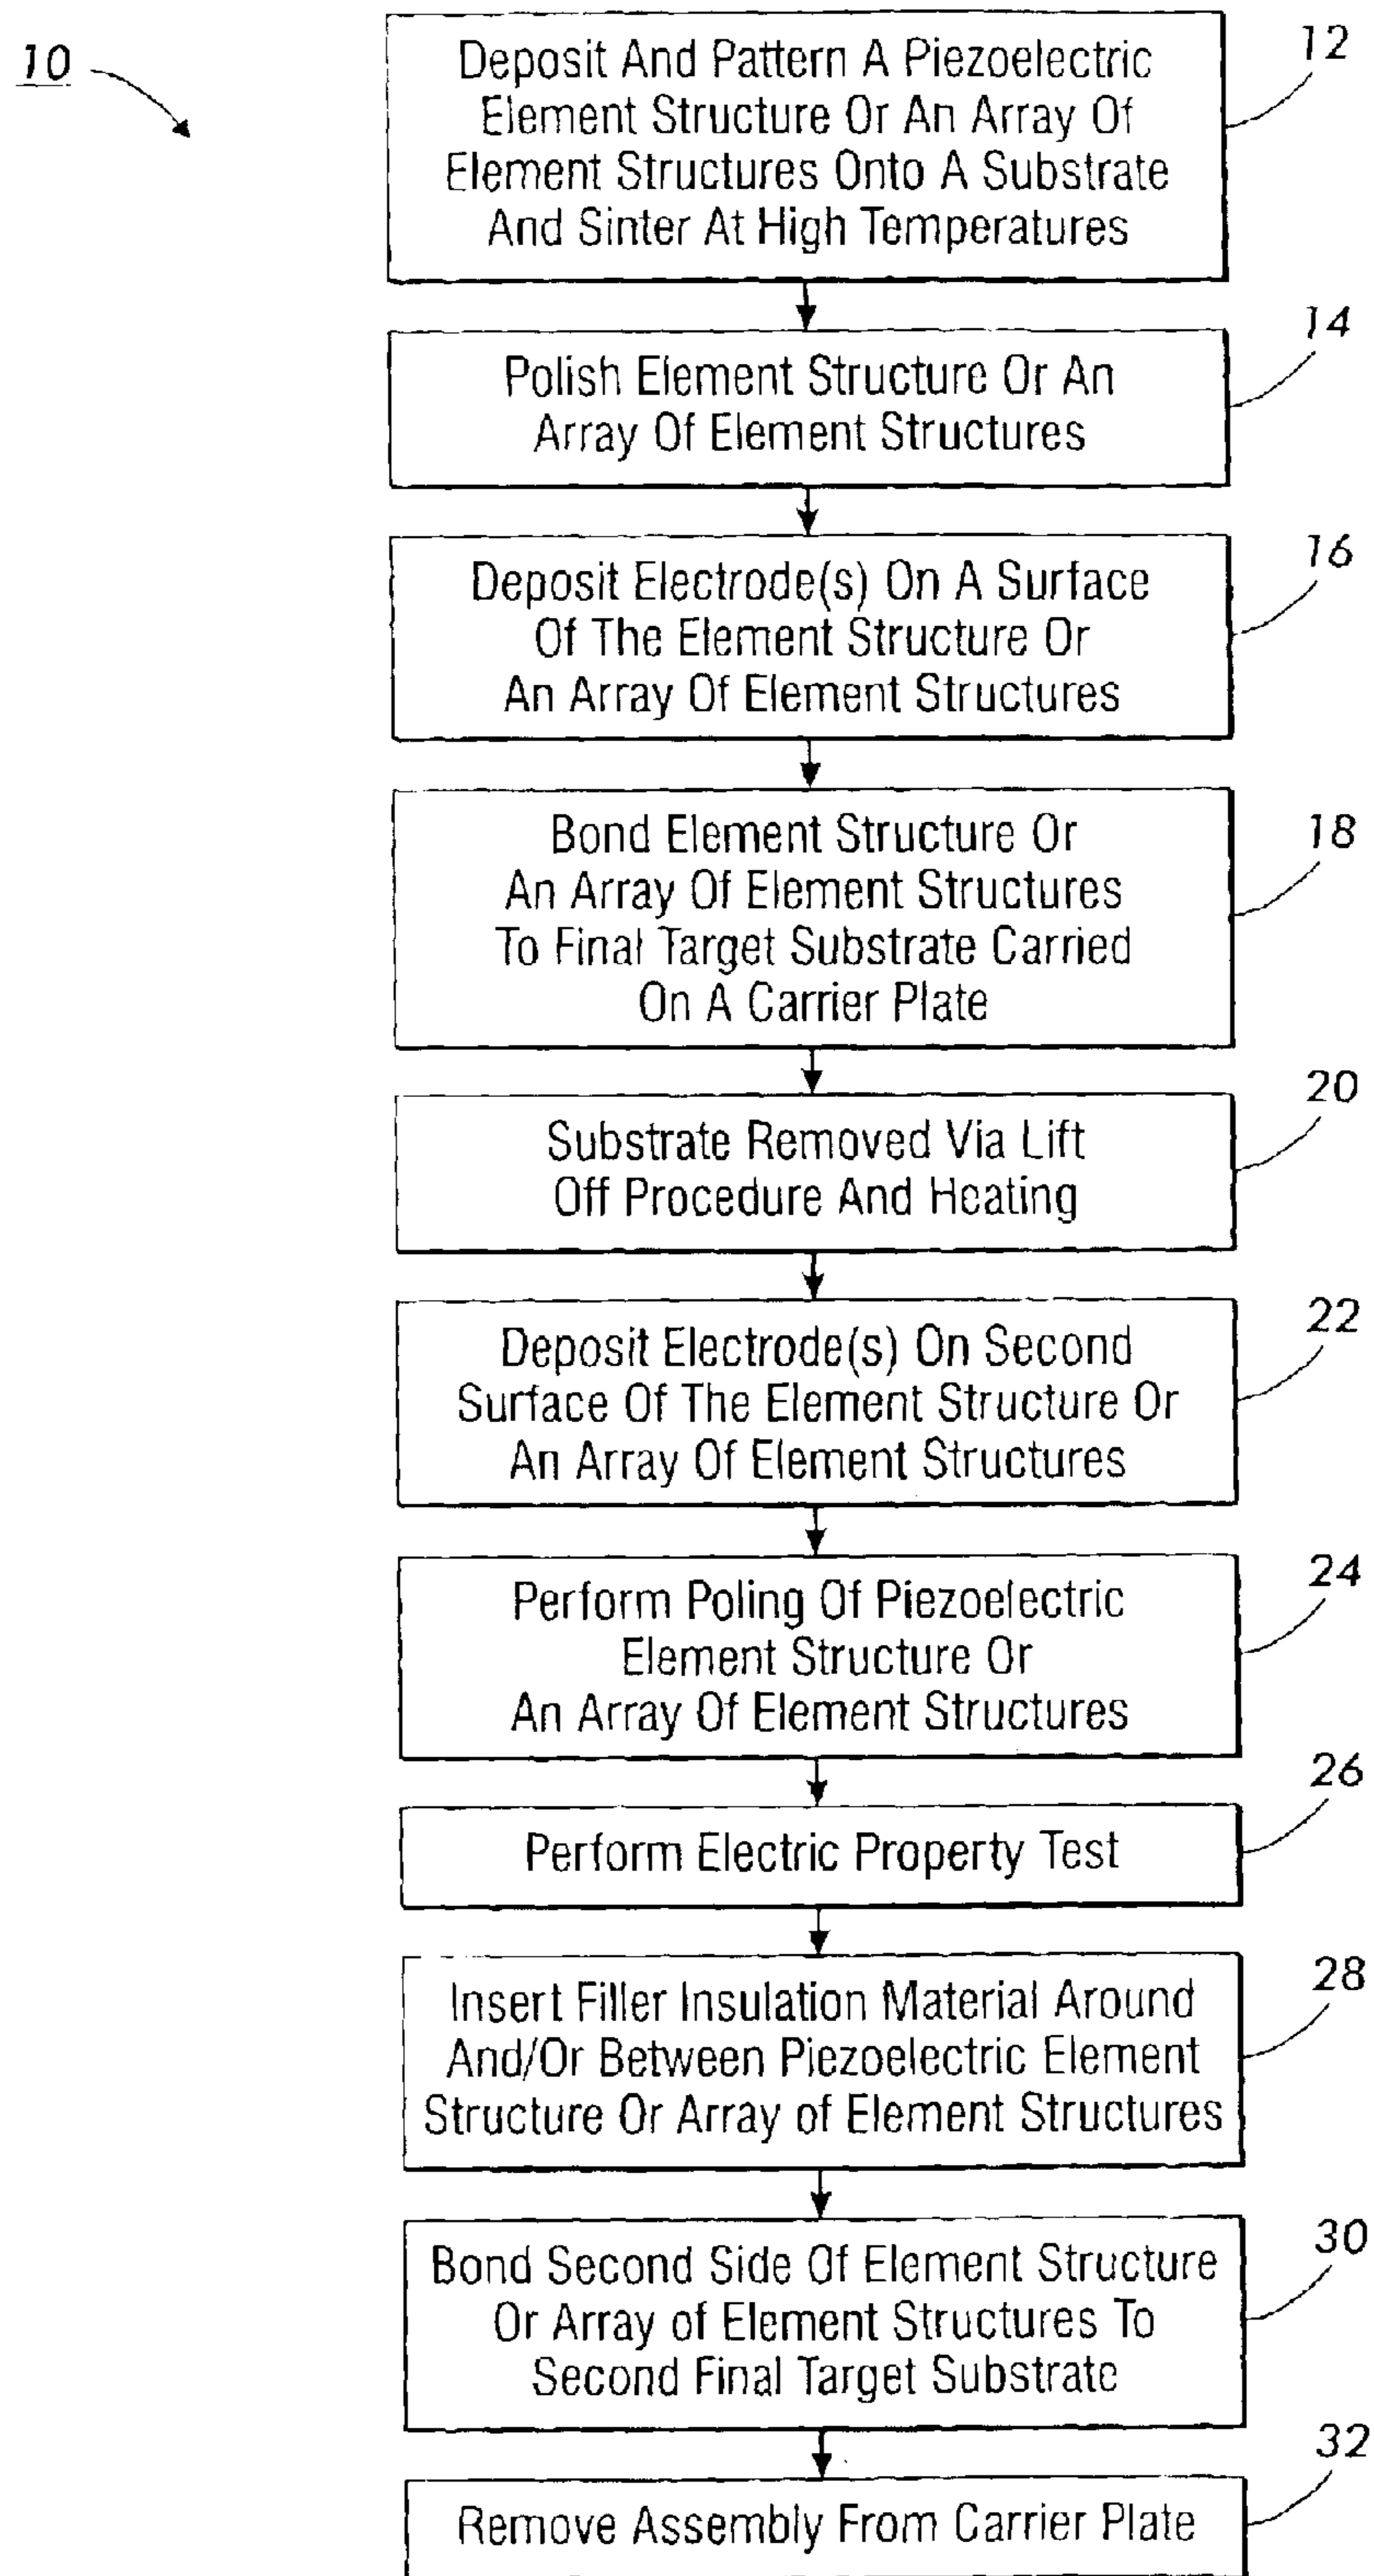 10
12
Deposit And Pattern A Piezoelectric
Element Structure Or An Array Of
Element Structures Onto A Substrate
And Sinter At High Temperatures
14
Polish Element Structure Or An
Array Of Element Structures
16
Deposit Electrode(s) On A Surface
Of The Element Structure Or
An Array Of Element Structures
18
Bond Element Structure Or
An Array Of Element Structures
To Final Target Substrate Carried
On A Carrier Plate
20
Substrate Removed Via Lift
Off Procedure And Heating
22
Deposit Electrode(s) On Second
Surface Of The Element Structure Or
An Array Of Element Structures
24
Perform Poling Of Piezoelectric
Element Structure Or
An Array Of Element Structures
26
Perform Electric Property Test
28
Insert Filler Insulation Material Around
And/Or Between Piezoelectric Element
Structure Or Array of Element Structures
30
Bond Second Side Of Element Structure
Or Array of Element Structures To
Second Final Target Substrate
32
Remove Assembly From Carrier Plate